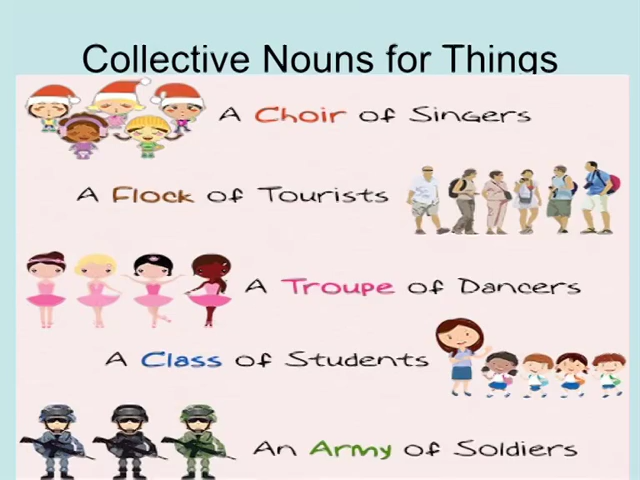 Collective Nouns for Things
A Choir of Singers
A Flock of Tourists
A Troupe of Dancers
A Class of Students
An Army of Soldiers